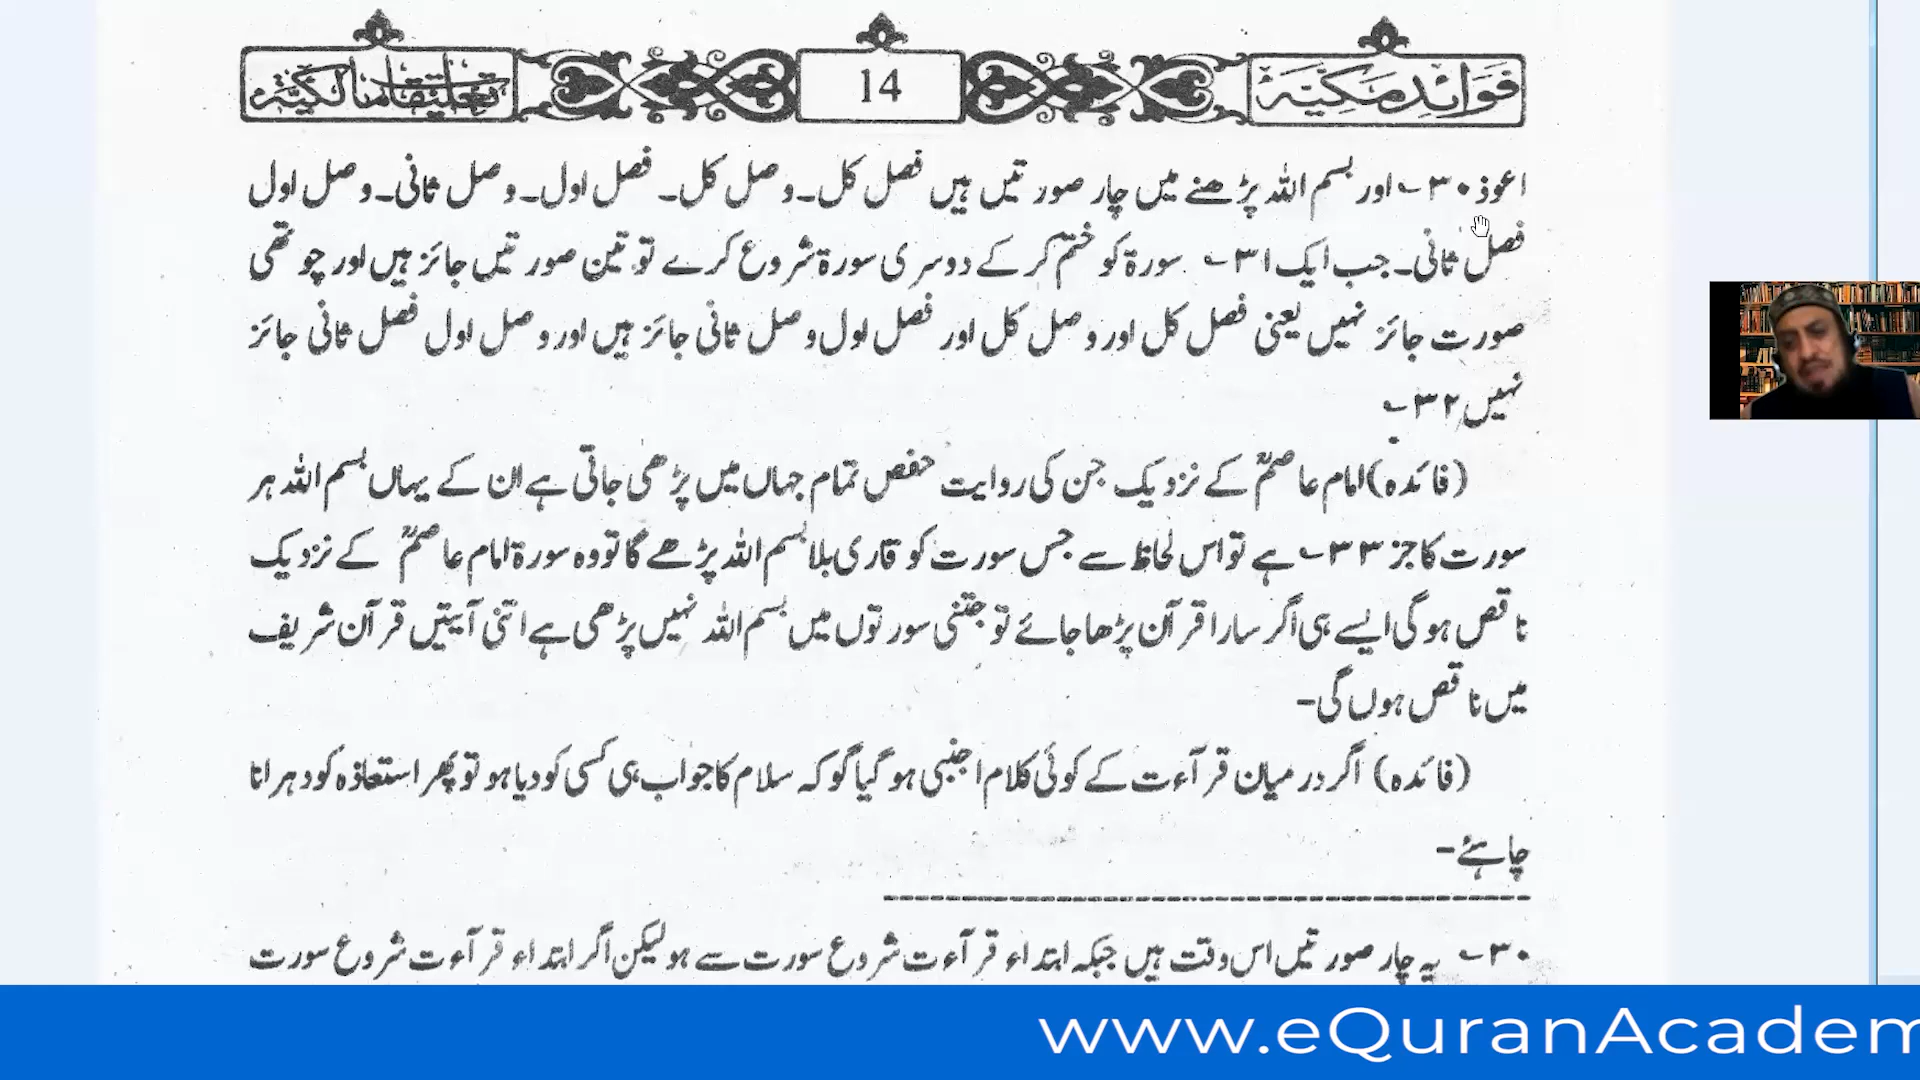 فَوَائِدِ مَكِّيَّة
14
اعوذ ۳۰؎ اور بسم اللہ پڑھنے میں چار صورتیں ہیں فصل کل۔ وصل کل۔ فصل اول۔ وصل ثانی۔ وصل اول
فصل ثانی۔ جب ایک ۳۱؎ سورۃ کو ختم کر کے دوسری سورۃ شروع کرے تو تین صورتیں جائز ہیں اور چوتھی
صورت جائز نہیں یعنی فصل کل اور وصل کل اور فصل اول وصل ثانی جائز ہیں اور وصل اول فصل ثانی جائز
نہیں ۳۲؎
(فائدہ) امام عاصمؒ کے نزدیک جن کی روایت حفص تمام جہاں میں پڑھی جاتی ہے ان کے یہاں بسم اللہ ہر
سورت کا جز ۳۳؎ ہے تو اس لحاظ سے جس سورت کو قاری بلا بسم اللہ پڑھے گا تو وہ سورۃ امام عاصمؒ کے نزدیک
ناقص ہوگی ایسے ہی اگر سارا قرآن پڑھا جائے تو جتنی سورتوں میں بسم اللہ نہیں پڑھی ہے اتنی آیتیں قرآن شریف
میں ناقص ہوں گی-
(فائدہ) اگر درمیان قرآءت کے کوئی کلام اجنبی ہو گیا گو کہ سلام کا جواب ہی کسی کو دیا ہو تو پھر استعاذہ کو دہرانا
چاہئے-
۳۰؎ یہ چار صورتیں اس وقت ہیں جبکہ ابتداء قرآءت شروع سورت سے ہو لیکن اگر ابتداء قرآءت شروع سورت
www.eQuranAcadem